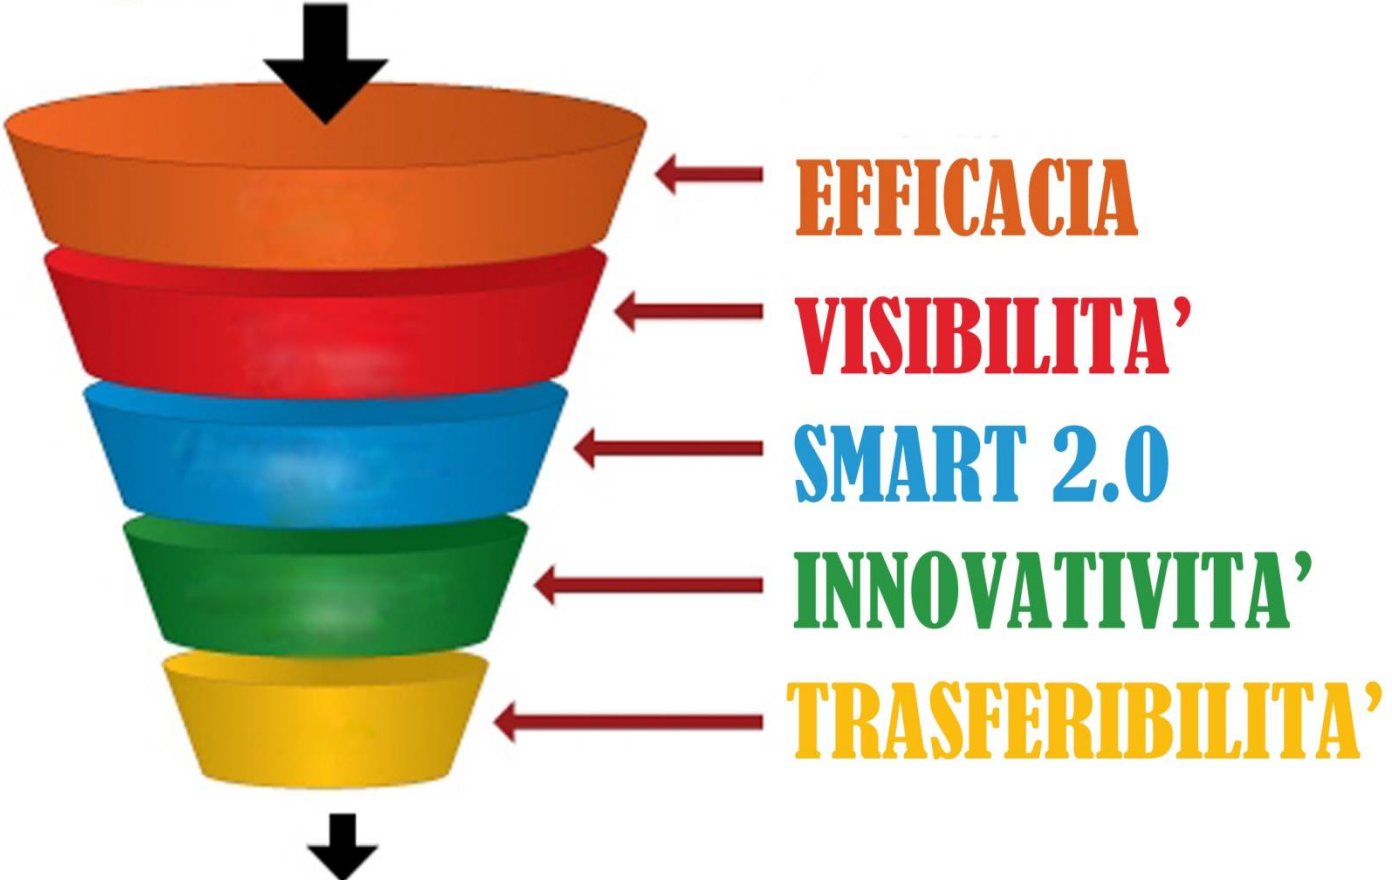 EFFICACIA
VISIBILITA’
SMART 2.0
INNOVATIVITA’
TRASFERIBILITA’